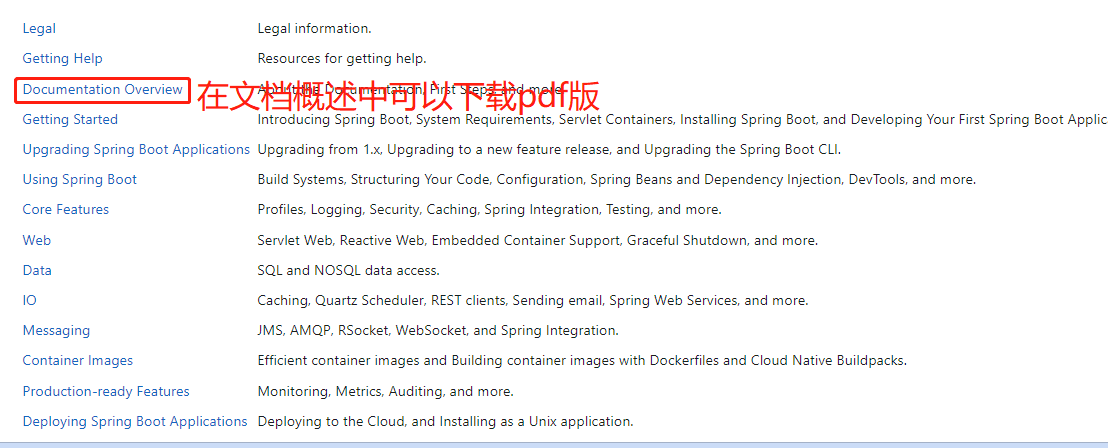 Legal Legal information.
Getting Help Resources for getting help.
Documentation Overview About the Documentation, First Steps, and more.
在文档概述中可以下载pdf版
Getting Started Introducing Spring Boot, System Requirements, Servlet Containers, Installing Spring Boot, and Developing Your First Spring Boot Applic
Upgrading Spring Boot Applications Upgrading from 1.x, Upgrading to a new feature release, and Upgrading the Spring Boot CLI.
Using Spring Boot Build Systems, Structuring Your Code, Configuration, Spring Beans and Dependency Injection, DevTools, and more.
Core Features Profiles, Logging, Security, Caching, Spring Integration, Testing, and more.
Web Servlet Web, Reactive Web, Embedded Container Support, Graceful Shutdown, and more.
Data SQL and NOSQL data access.
IO Caching, Quartz Scheduler, REST clients, Sending email, Spring Web Services, and more.
Messaging JMS, AMQP, RSocket, WebSocket, and Spring Integration.
Container Images Efficient container images and Building container images with Dockerfiles and Cloud Native Buildpacks.
Production-ready Features Monitoring, Metrics, Auditing, and more.
Deploying Spring Boot Applications Deploying to the Cloud, and Installing as a Unix application.